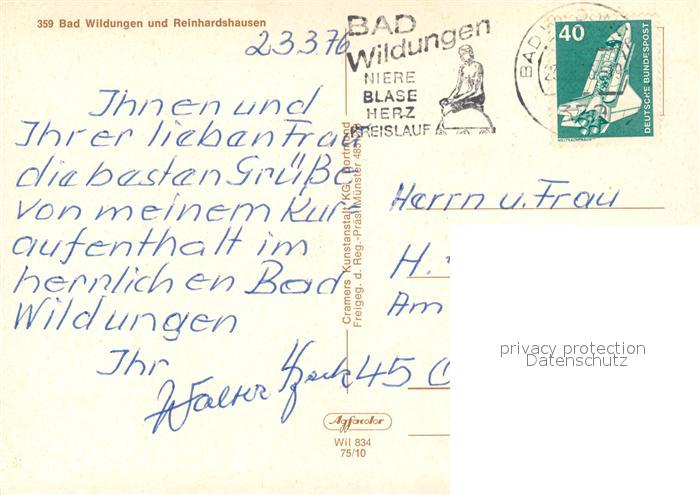 359 Bad Wildungen und Reinhardshausen
23.3.76
Ihnen und
Ihrer lieben Frau
die besten Grüße
von meinem Kur-
aufenthalt im
herrlichen Bad
Wildungen
Ihr
Walter
BAD
Wildungen
NIERE
BLASE
HERZ
KREISLAUF
BAD
40
DEUTSCHE BUNDESPOST
Cramers Kunstanstalt KG, Dortmund
Freigeg. d. Reg.-Präs. Münster
Herrn u. Frau
H.
Am
45
privacy protection
Datenschutz
Agfacolor
Wil 834
75/10